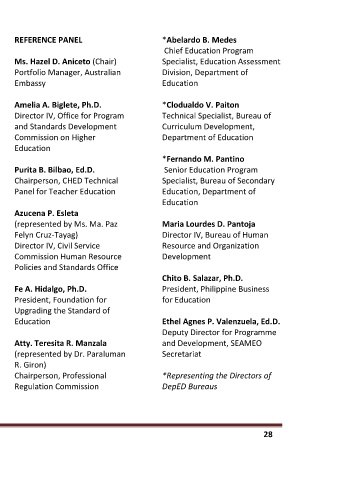 REFERENCE PANEL
Ms. Hazel D. Aniceto (Chair)
Portfolio Manager, Australian
Embassy
Amelia A. Biglete, Ph.D.
Director IV, Office for Program
and Standards Development
Commission on Higher
Education
Purita B. Bilbao, Ed.D.
Chairperson, CHED Technical
Panel for Teacher Education
Azucena P. Esleta
(represented by Ms. Ma. Paz
Felyn Cruz-Tayag)
Director IV, Civil Service
Commission Human Resource
Policies and Standards Office
Fe A. Hidalgo, Ph.D.
President, Foundation for
Upgrading the Standard of
Education
Atty. Teresita R. Manzala
(represented by Dr. Paraluman
R. Giron)
Chairperson, Professional
Regulation Commission
*Abelardo B. Medes
Chief Education Program
Specialist, Education Assessment
Division, Department of
Education
*Clodualdo V. Paiton
Technical Specialist, Bureau of
Curriculum Development,
Department of Education
*Fernando M. Pantino
Senior Education Program
Specialist, Bureau of Secondary
Education, Department of
Education
Maria Lourdes D. Pantoja
Director IV, Bureau of Human
Resource and Organization
Development
Chito B. Salazar, Ph.D.
President, Philippine Business
for Education
Ethel Agnes P. Valenzuela, Ed.D.
Deputy Director for Programme
and Development, SEAMEO
Secretariat
*Representing the Directors of
DepED Bureaus
28